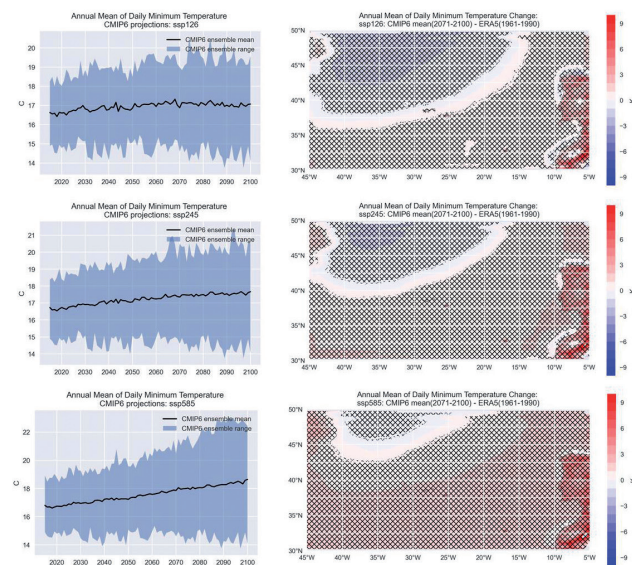 Annual Mean of Daily Minimum Temperature
CMIP6 projections: ssp126
CMIP6 ensemble mean
CMIP6 ensemble range
C
20
19
18
17
16
15
14
2020 2030 2040 2050 2060 2070 2080 2090 2100
Annual Mean of Daily Minimum Temperature Change:
ssp126: CMIP6 mean(2071-2100) - ERA5(1961-1990)
50°N
45°N
40°N
35°N
30°N
45°W 40°W 35°W 30°W 25°W 20°W 15°W 10°W 5°W
9
6
3
0
−3
−6
−9
Annual Mean of Daily Minimum Temperature
CMIP6 projections: ssp245
CMIP6 ensemble mean
CMIP6 ensemble range
C
21
20
19
18
17
16
15
14
2020 2030 2040 2050 2060 2070 2080 2090 2100
Annual Mean of Daily Minimum Temperature Change:
ssp245: CMIP6 mean(2071-2100) - ERA5(1961-1990)
50°N
45°N
40°N
35°N
30°N
45°W 40°W 35°W 30°W 25°W 20°W 15°W 10°W 5°W
9
6
3
0
−3
−6
−9
Annual Mean of Daily Minimum Temperature
CMIP6 projections: ssp585
CMIP6 ensemble mean
CMIP6 ensemble range
C
22
20
18
16
14
2020 2030 2040 2050 2060 2070 2080 2090 2100
Annual Mean of Daily Minimum Temperature Change:
ssp585: CMIP6 mean(2071-2100) - ERA5(1961-1990)
50°N
45°N
40°N
35°N
30°N
45°W 40°W 35°W 30°W 25°W 20°W 15°W 10°W 5°W
9
6
3
0
−3
−6
−9